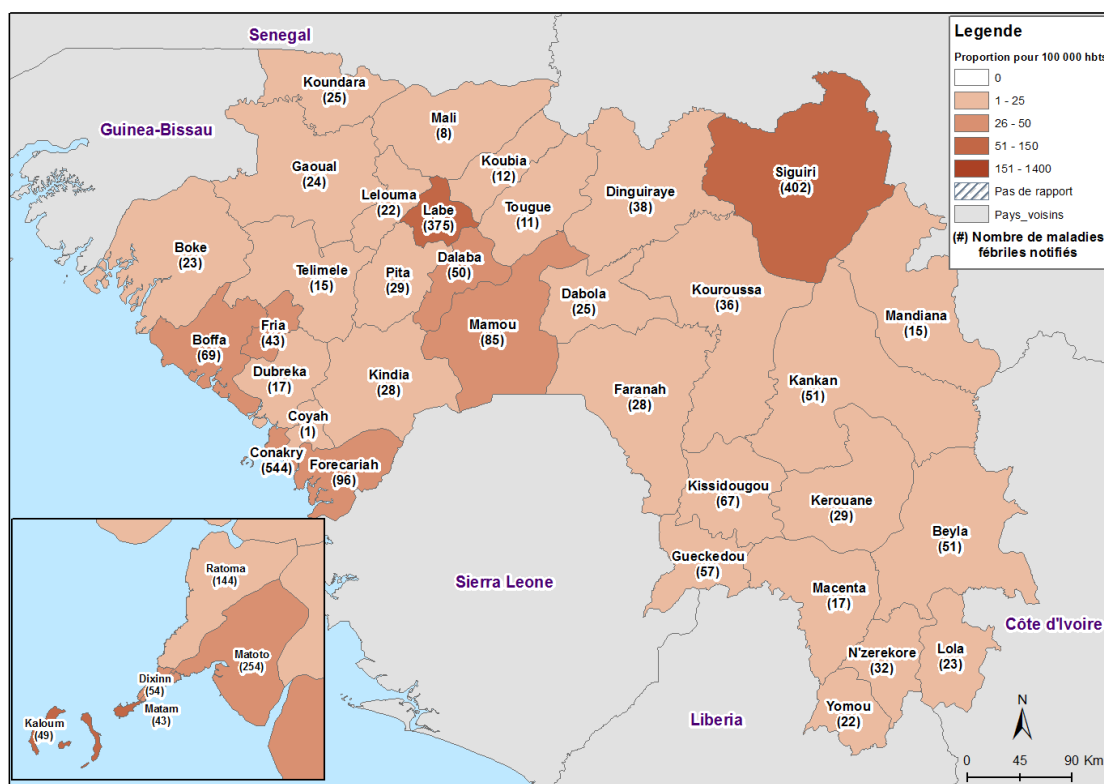 Senegal
Guinea-Bissau
Koundara
(25)
Mali
(8)
Gaoual
(24)
Koubia
(12)
Lelouma
(22)
Labe
(375)
Tougue
(11)
Dinguiraye
(38)
Siguiri
(402)
Boke
(23)
Telimele
(15)
Pita
(29)
Dalaba
(50)
Dabola
(25)
Kouroussa
(36)
Mandiana
(15)
Boffa
(69)
Fria
(43)
Mamou
(85)
Dubreka
(17)
Kindia
(28)
Faranah
(28)
Kankan
(51)
Coyah
(1)
Conakry
(544)
Forecariah
(96)
Kissidougou
(67)
Kerouane
(29)
Beyla
(51)
Gueckedou
(57)
Macenta
(17)
N'zerekore
(32)
Lola
(23)
Yomou
(22)
Sierra Leone
Liberia
Côte d'Ivoire
Legende
Proportion pour 100 000 hbts
0
1 - 25
26 - 50
51 - 150
151 - 1400
Pas de rapport
Pays_voisins
(#) Nombre de maladies
fébriles notifiés
Ratoma
(144)
Matoto
(254)
Dixinn
(54)
Matam
(43)
Kaloum
(49)
N
0 45 90 Km